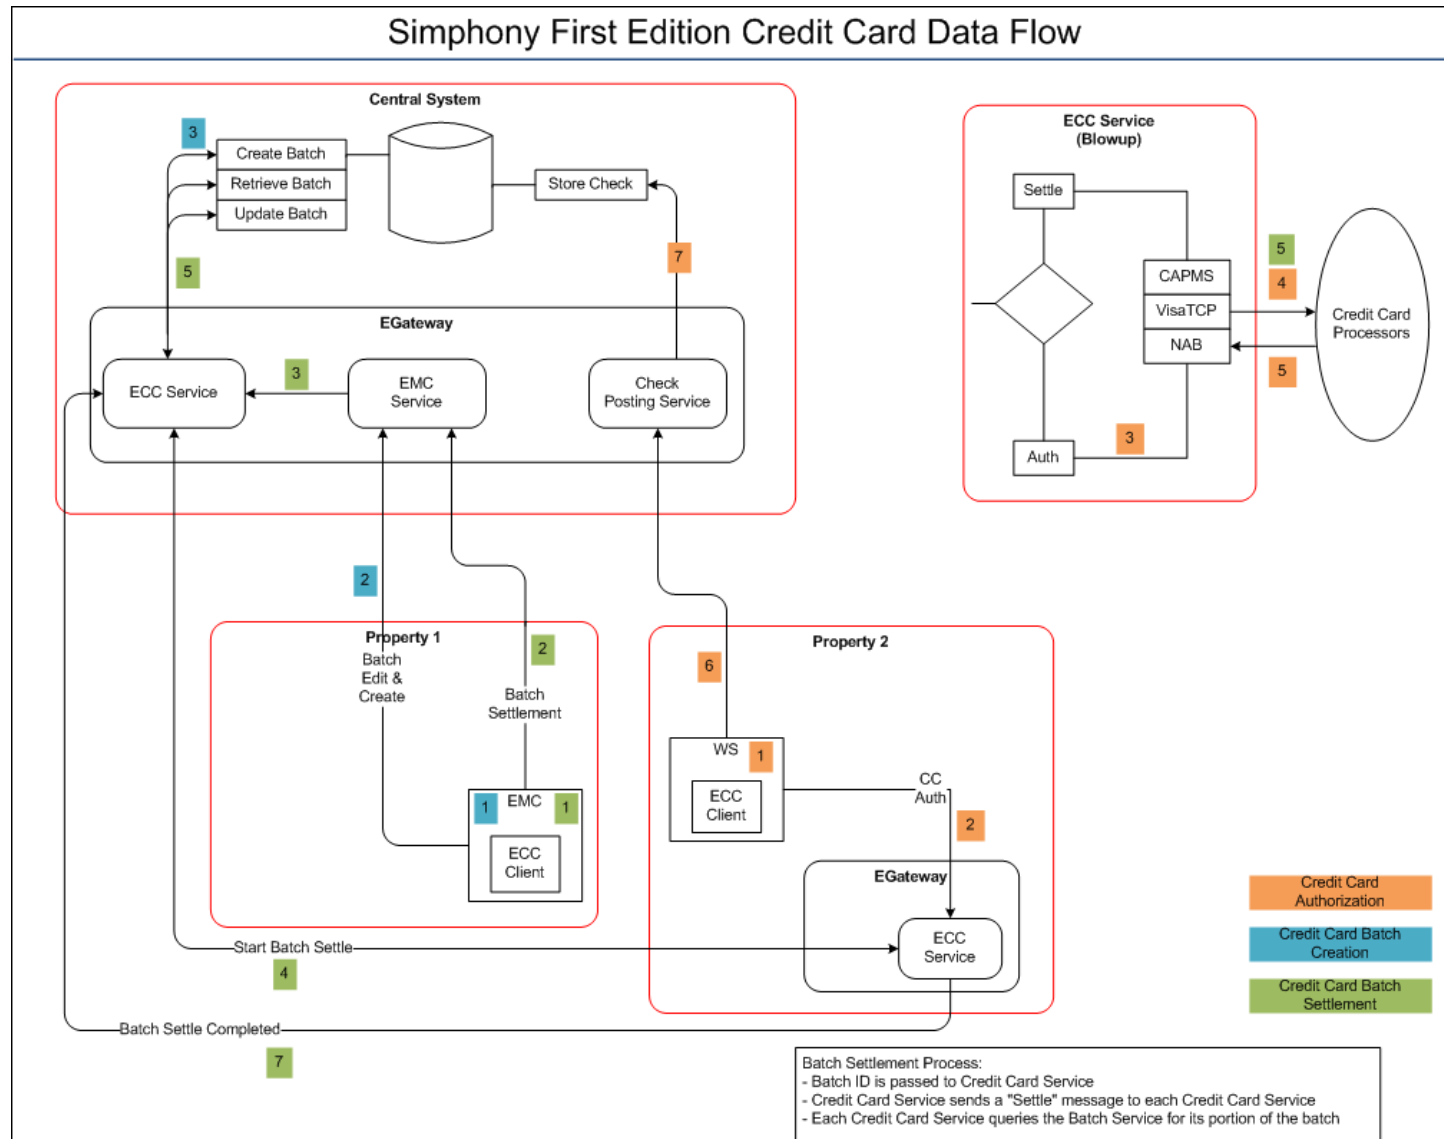 Simphony First Edition Credit Card Data Flow
Central System
3
Create Batch
Retrieve Batch
Update Batch
Store Check
5
7
EGateway
ECC Service
3
EMC
Service
Check
Posting Service
ECC Service
(Blowup)
Settle
CAPMS
VisaTCP
NAB
Auth
3
5
4
5
Credit Card
Processors
2
Property 1
Batch
Edit &
Create
2
Batch
Settlement
1
EMC
1
ECC
Client
Property 2
6
WS
1
ECC
Client
CC
Auth
2
EGateway
ECC
Service
Start Batch Settle
4
Batch Settle Completed
7
Credit Card
Authorization
Credit Card Batch
Creation
Credit Card Batch
Settlement
Batch Settlement Process:
- Batch ID is passed to Credit Card Service
- Credit Card Service sends a "Settle" message to each Credit Card Service
- Each Credit Card Service queries the Batch Service for its portion of the batch